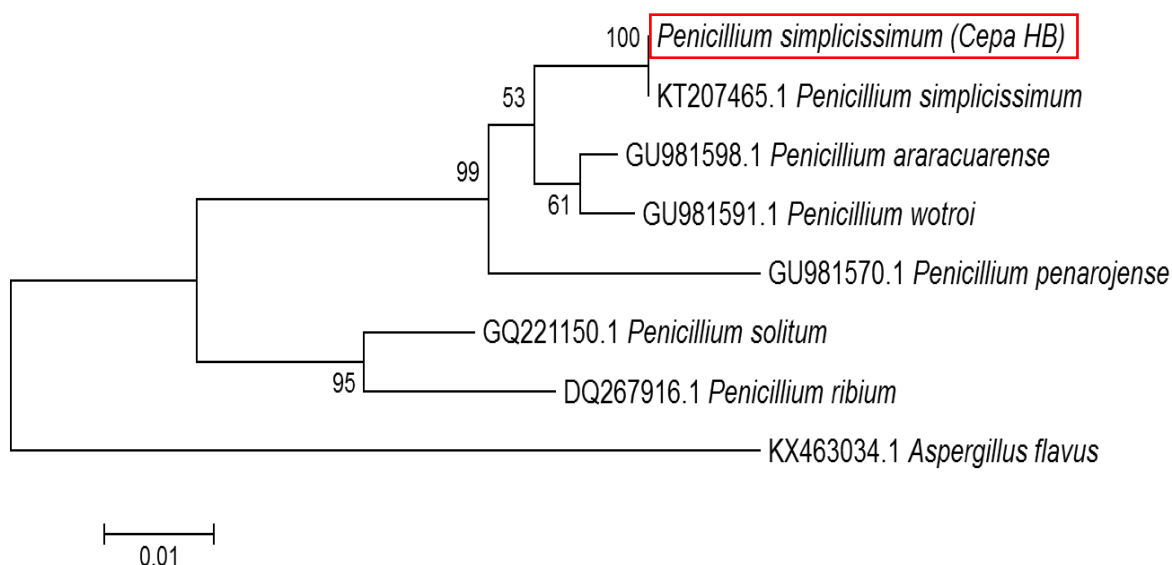 100
Penicillium simplicissimum (Cepa HB)
53
KT207465.1 Penicillium simplicissimum
GU981598.1 Penicillium araracuarense
99
61
GU981591.1 Penicillium wotroi
GU981570.1 Penicillium penarojense
GQ221150.1 Penicillium solitum
95
DQ267916.1 Penicillium ribium
KX463034.1 Aspergillus flavus
0.01